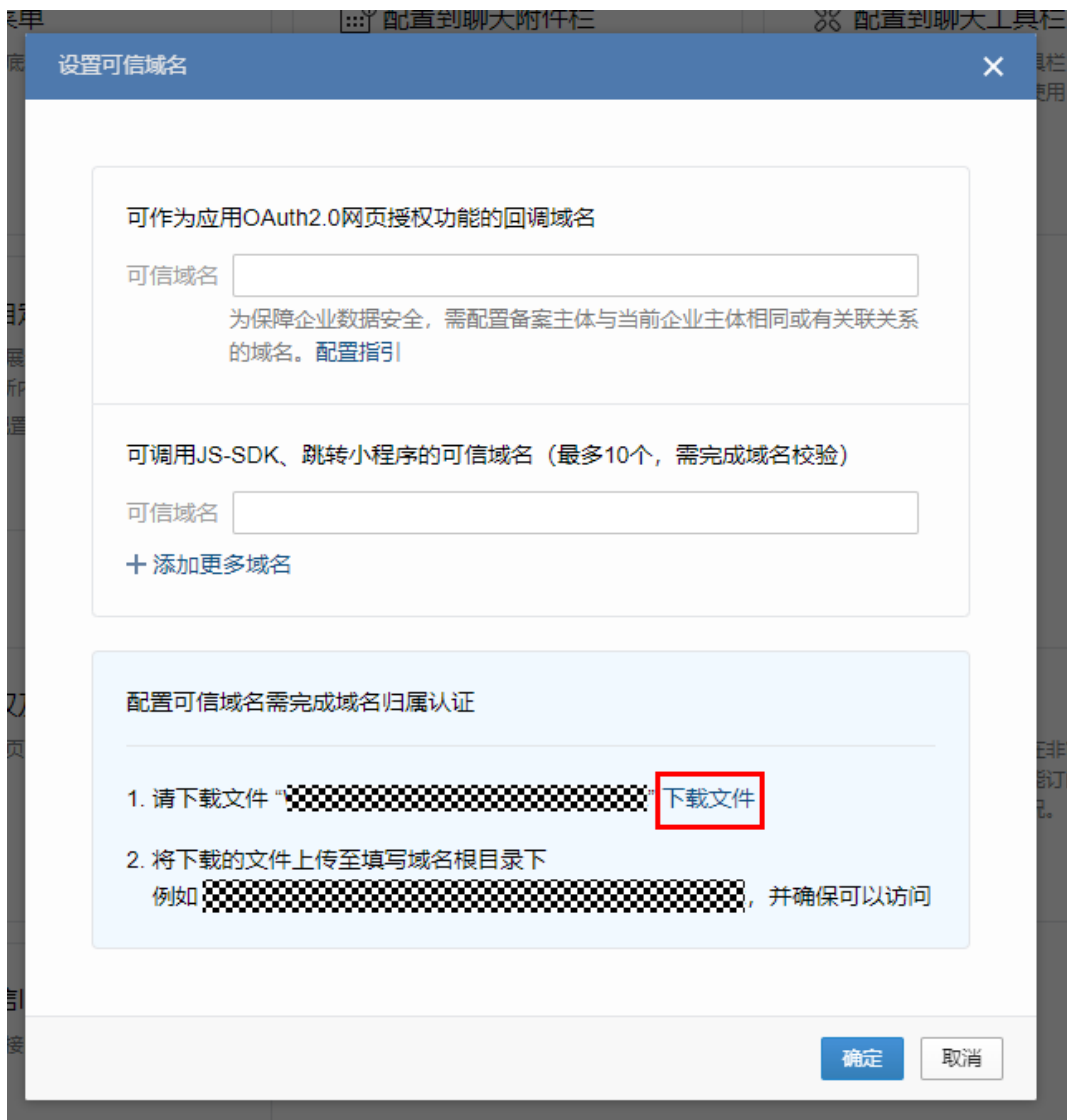 菜单
配置到聊天附件栏
配置到聊天工具栏
设置可信域名
可作为应用OAuth2.0网页授权功能的回调域名
可信域名
为保障企业数据安全，需配置备案主体与当前企业主体相同或有关联关系
的域名。配置指引
可调用JS-SDK、跳转小程序的可信域名（最多10个，需完成域名校验）
可信域名
添加更多域名
配置可信域名需完成域名归属认证
1. 请下载文件 “ ” 下载文件
2. 将下载的文件上传至填写域名根目录下
例如 ，并确保可以访问
确定
取消